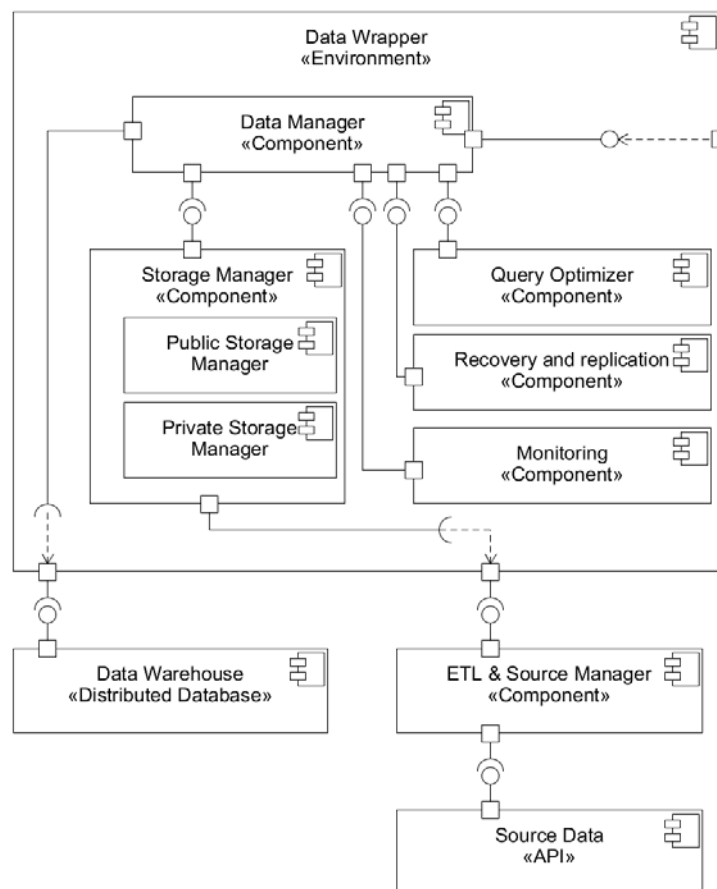 Data Wrapper
«Environment»
Data Manager
«Component»
Storage Manager
«Component»
Public Storage
Manager
Private Storage
Manager
Query Optimizer
«Component»
Recovery and replication
«Component»
Monitoring
«Component»
Data Warehouse
«Distributed Database»
ETL & Source Manager
«Component»
Source Data
«API»